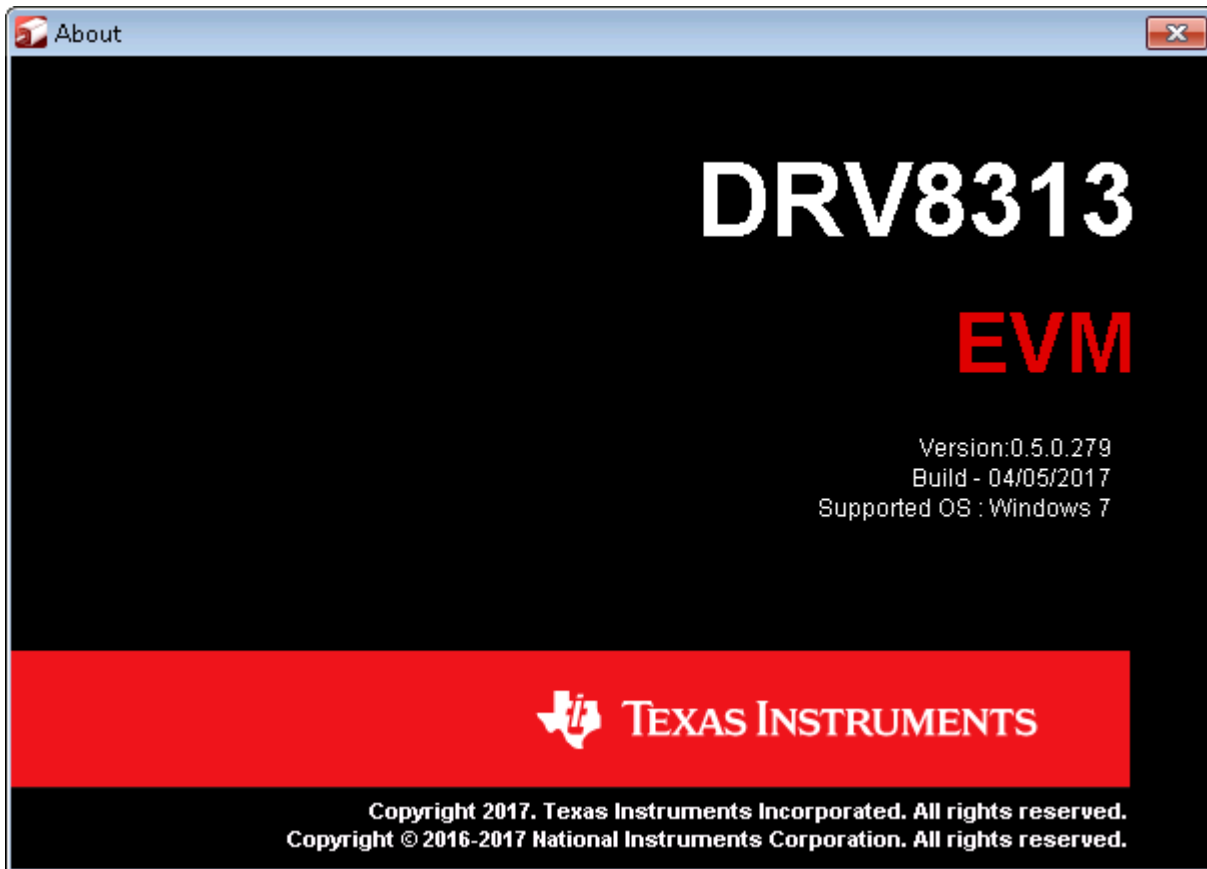 About
DRV8313
EVM
Version:0.5.0.279
Build - 04/05/2017
Supported OS : Windows 7
TEXAS INSTRUMENTS
Copyright 2017. Texas Instruments Incorporated. All rights reserved.
Copyright © 2016-2017 National Instruments Corporation. All rights reserved.